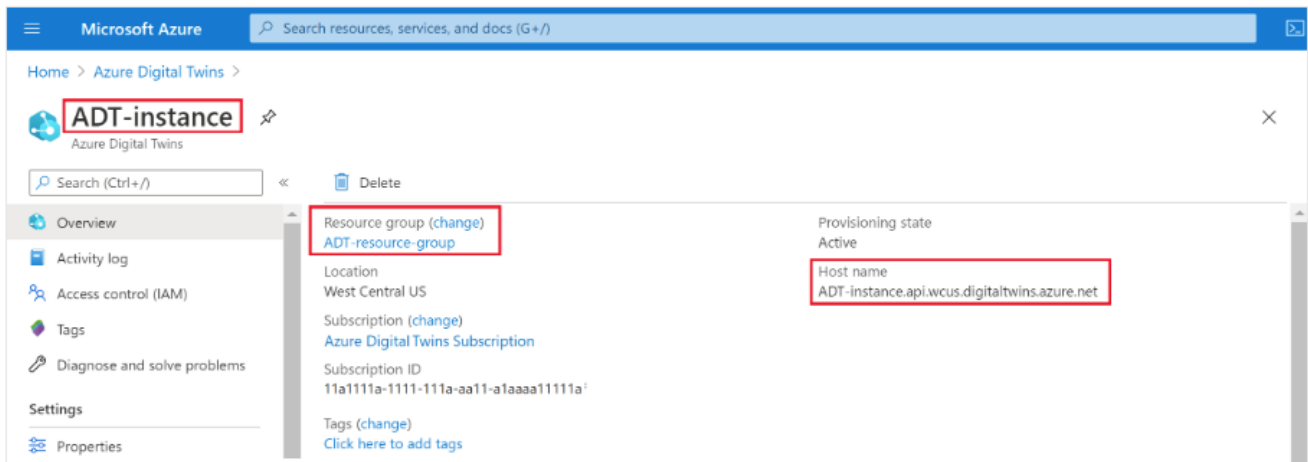 Microsoft Azure
Search resources, services, and docs (G+/)
Home > Azure Digital Twins >
ADT-instance
Azure Digital Twins
Search (Ctrl+/)
«
Delete
Overview
Activity log
Access control (IAM)
Tags
Diagnose and solve problems
Settings
Properties
Resource group (change)
ADT-resource-group
Location
West Central US
Subscription (change)
Azure Digital Twins Subscription
Subscription ID
11a1111a-1111-111a-aa11-a1aaaa11111a
Tags (change)
Click here to add tags
Provisioning state
Active
Host name
ADT-instance.api.wcus.digitaltwins.azure.net